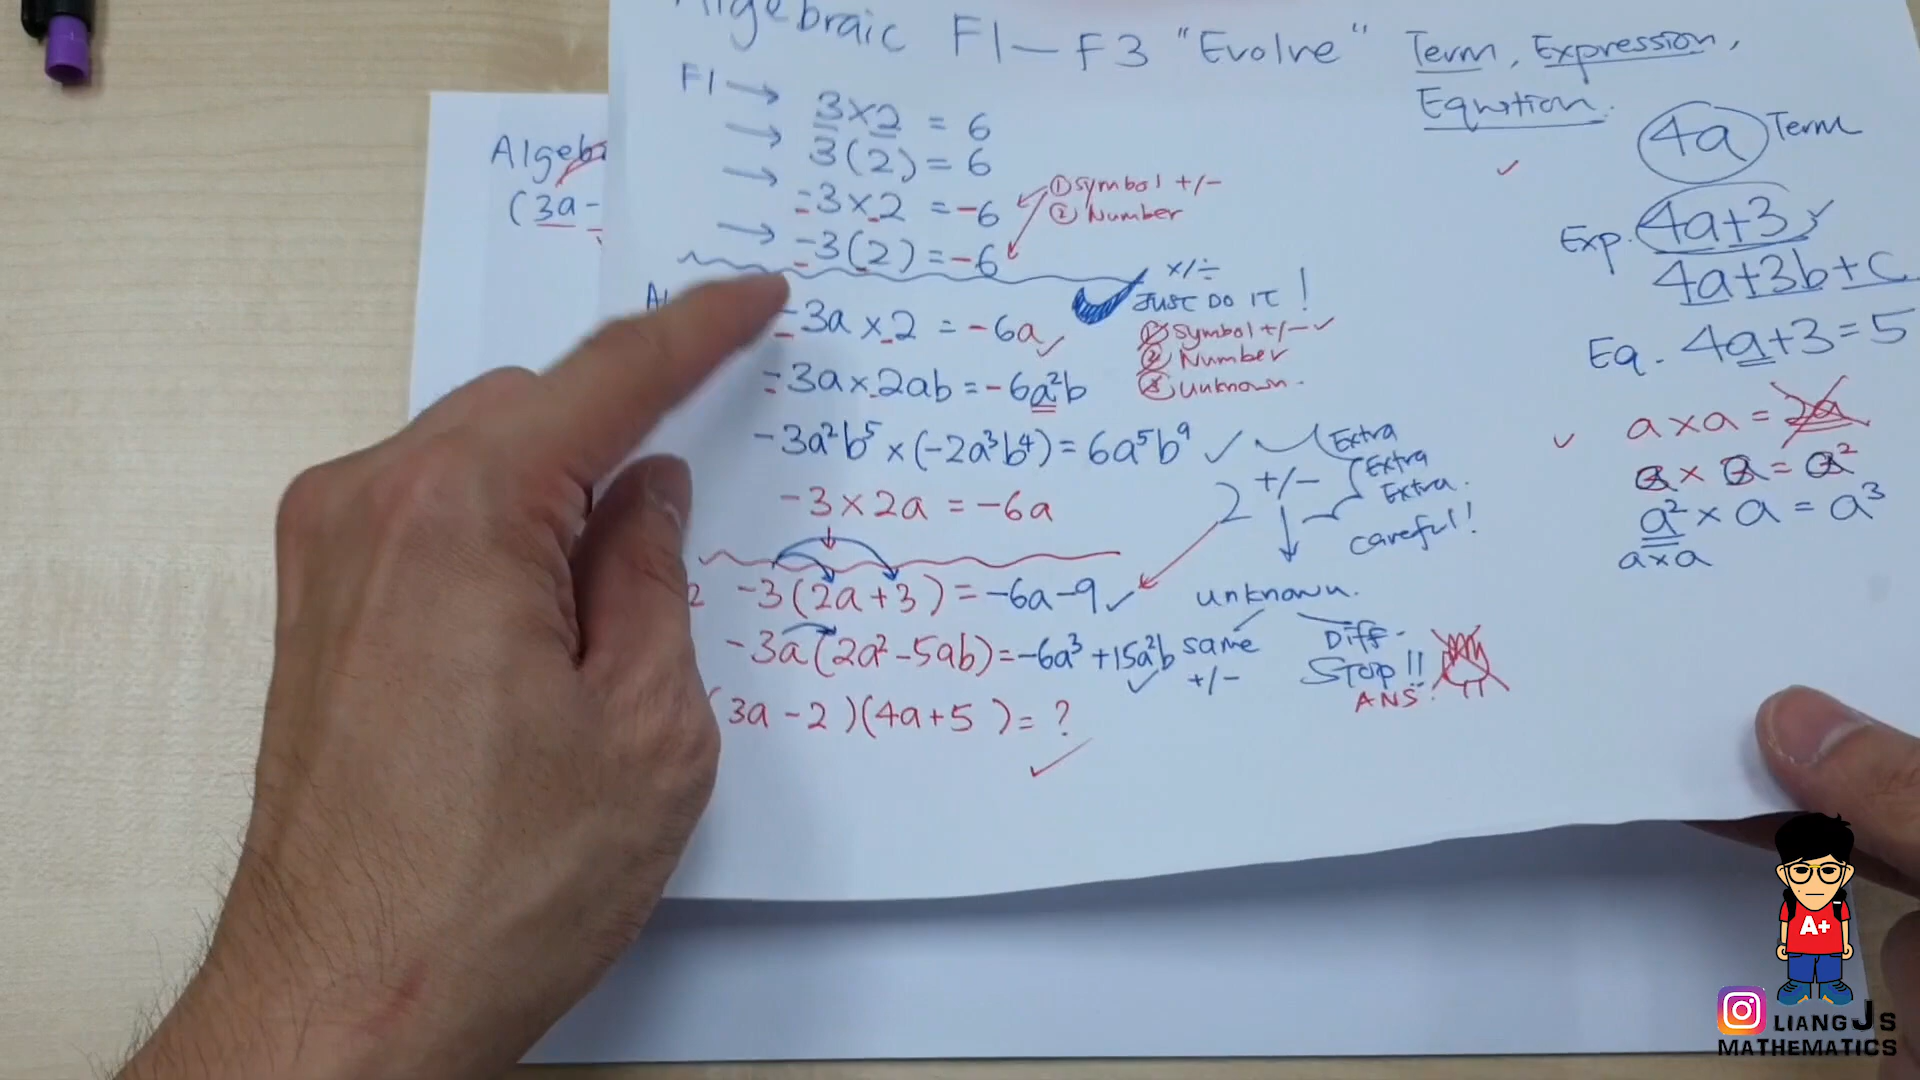 Algebraic F1 — F3 "Evolve" Term, Expression,
Equation.
F1 → 3×2 = 6
→ 3(2) = 6
→ -3×2 = -6
→ -3(2) = -6
① Symbol +/-
② Number
4a Term
Exp. 4a+3
4a+3b+c
Eq. 4a+3=5
Algeb
(3a-
-3a×2 = -6a
-3a×2ab = -6a²b
-3a²b⁵×(-2a³b⁴)=6a⁵b⁹
-3×2a = -6a
×/÷
JUST DO IT !
① Symbol +/-
② Number
③ unknown.
2 +/-
Extra
Extra
Extra.
careful!
unknown.
same
+/-
Diff-
STOP!!
ANS.
2 -3(2a+3)=-6a-9
-3a(2a²-5ab)=-6a³+15a²b
(3a-2)(4a+5)=?
a×a = 2a
a×a=a²
a²×a=a³
a×a
A+
LIANGJS
MATHEMATICS